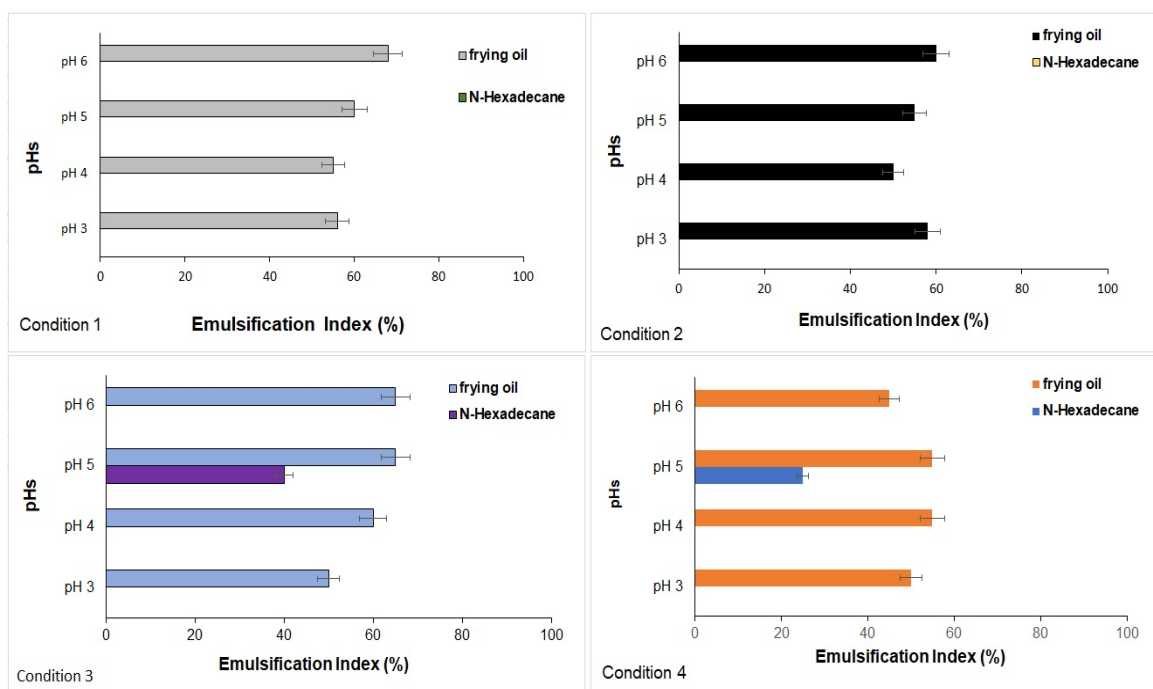 pH 6
pH 5
pH 4
pH 3
pHs
0 20 40 60 80 100
frying oil
N-Hexadecane
Condition 1
Emulsification Index (%)
pH 6
pH 5
pH 4
pH 3
pHs
0 20 40 60 80 100
frying oil
N-Hexadecane
Emulsification Index (%)
Condition 2
pH 6
pH 5
pH 4
pH 3
pHs
0 20 40 60 80 100
frying oil
N-Hexadecane
Emulsification Index (%)
Condition 3
pH 6
pH 5
pH 4
pH 3
pHs
0 20 40 60 80 100
frying oil
N-Hexadecane
Emulsification Index (%)
Condition 4